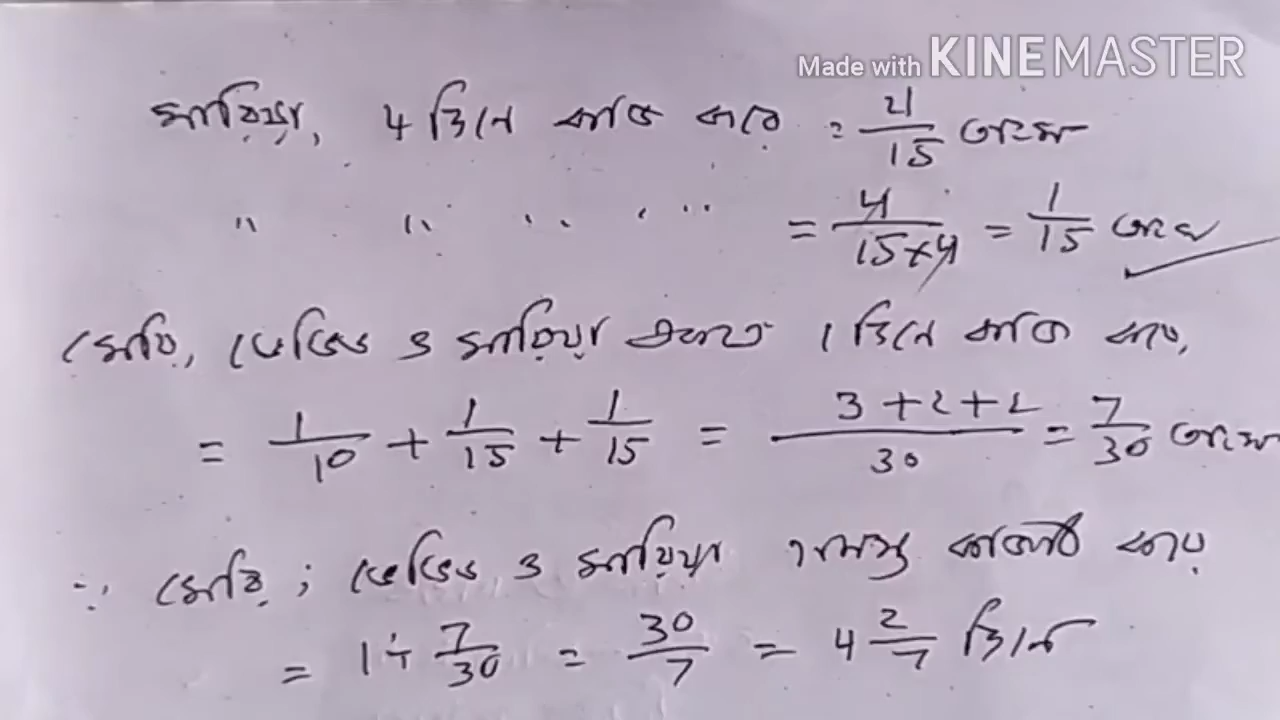 Made with KINEMASTER
মারিয়া, 4 দিনে কাজ করে = 4/15 অংশ
" " " " = 4/15×4 = 1/15 অংশ
মেরি, ডেভিড ও মারিয়া একত্রে 1 দিনে কাজ করে,
= 1/10 + 1/15 + 1/15 = 3+2+2/30 = 7/30 অংশ
∵ মেরি, ডেভিড ও মারিয়া সমস্ত কাজটি করে
= 1 ÷ 7/30 = 30/7 = 4 2/7 দিনে